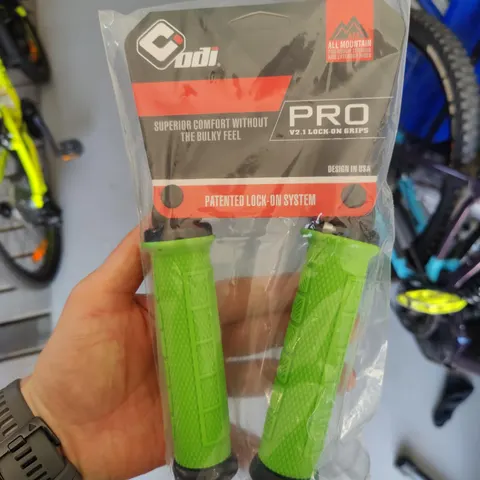 ODI
ALL MOUNTAIN
SUPERIOR COMFORT WITHOUT
THE BULKY FEEL
PRO
V2.1 LOCK-ON GRIPS
DESIGN IN USA
PATENTED LOCK-ON SYSTEM